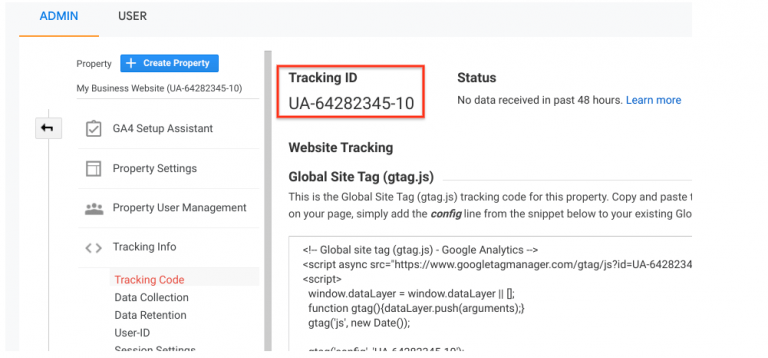 ADMIN USER
Property + Create Property
My Business Website (UA-64282345-10)
GA4 Setup Assistant
Property Settings
Property User Management
Tracking Info
Tracking Code
Data Collection
Data Retention
User-ID
Session Settings
Tracking ID
UA-64282345-10
Status
No data received in past 48 hours. Learn more
Website Tracking
Global Site Tag (gtag.js)
This is the Global Site Tag (gtag.js) tracking code for this property. Copy and paste t
on your page, simply add the config line from the snippet below to your existing Glo
<!-- Global site tag (gtag.js) - Google Analytics -->
<script async src="https://www.googletagmanager.com/gtag/js?id=UA-6428234
<script>
window.dataLayer = window.dataLayer || [];
function gtag(){dataLayer.push(arguments);}
gtag('js', new Date());
gtag('config', 'UA-64282345-10');